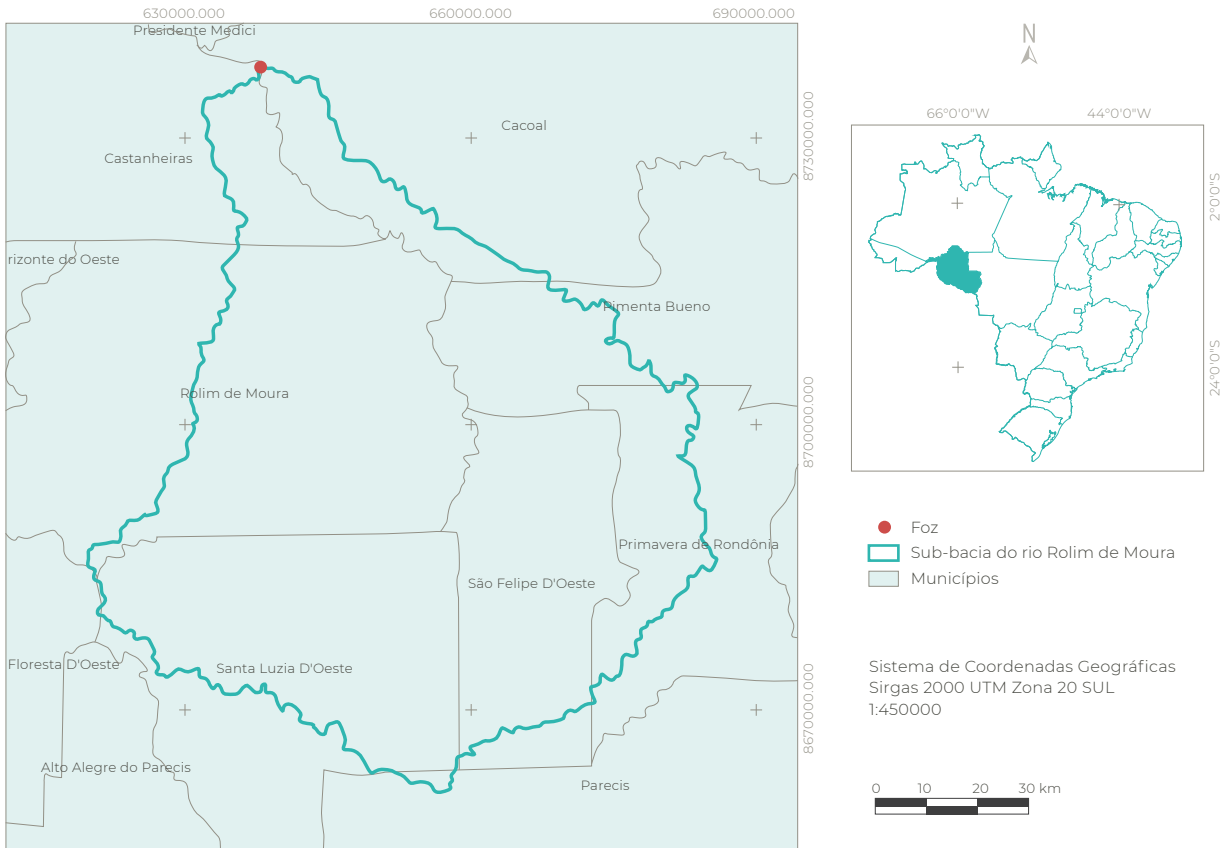 630000.000
660000.000
690000.000
Presidente Medici
Cacoal
Castanheiras
rizonte do Oeste
Pimenta Bueno
Rolim de Moura
Primavera de Rondônia
São Felipe D'Oeste
Floresta D'Oeste
Santa Luzia D'Oeste
Alto Alegre do Parecis
Parecis
8730000.000
8700000.000
8670000.000
N
66°0'0"W
44°0'0"W
2°0'0"S
24°0'0"S
Foz
Sub-bacia do rio Rolim de Moura
Municípios
Sistema de Coordenadas Geográficas
Sirgas 2000 UTM Zona 20 SUL
1:450000
0 10 20 30 km